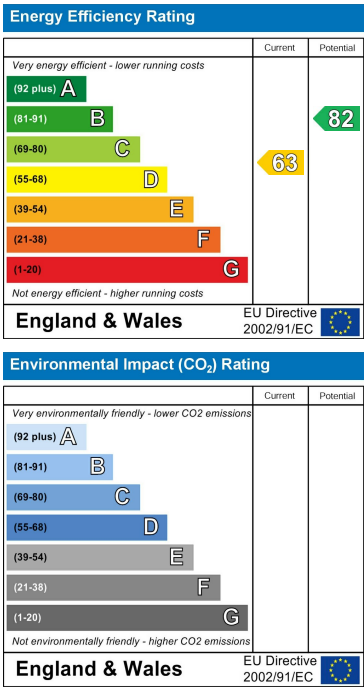 Energy Efficiency Rating
Current Potential
Very energy efficient - lower running costs
(92 plus) A
(81-91) B
82
(69-80) C
63
(55-68) D
(39-54) E
(21-38) F
(1-20) G
Not energy efficient - higher running costs
England & Wales
EU Directive
2002/91/EC
Environmental Impact (CO₂) Rating
Current Potential
Very environmentally friendly - lower CO2 emissions
(92 plus) A
(81-91) B
(69-80) C
(55-68) D
(39-54) E
(21-38) F
(1-20) G
Not environmentally friendly - higher CO2 emissions
England & Wales
EU Directive
2002/91/EC